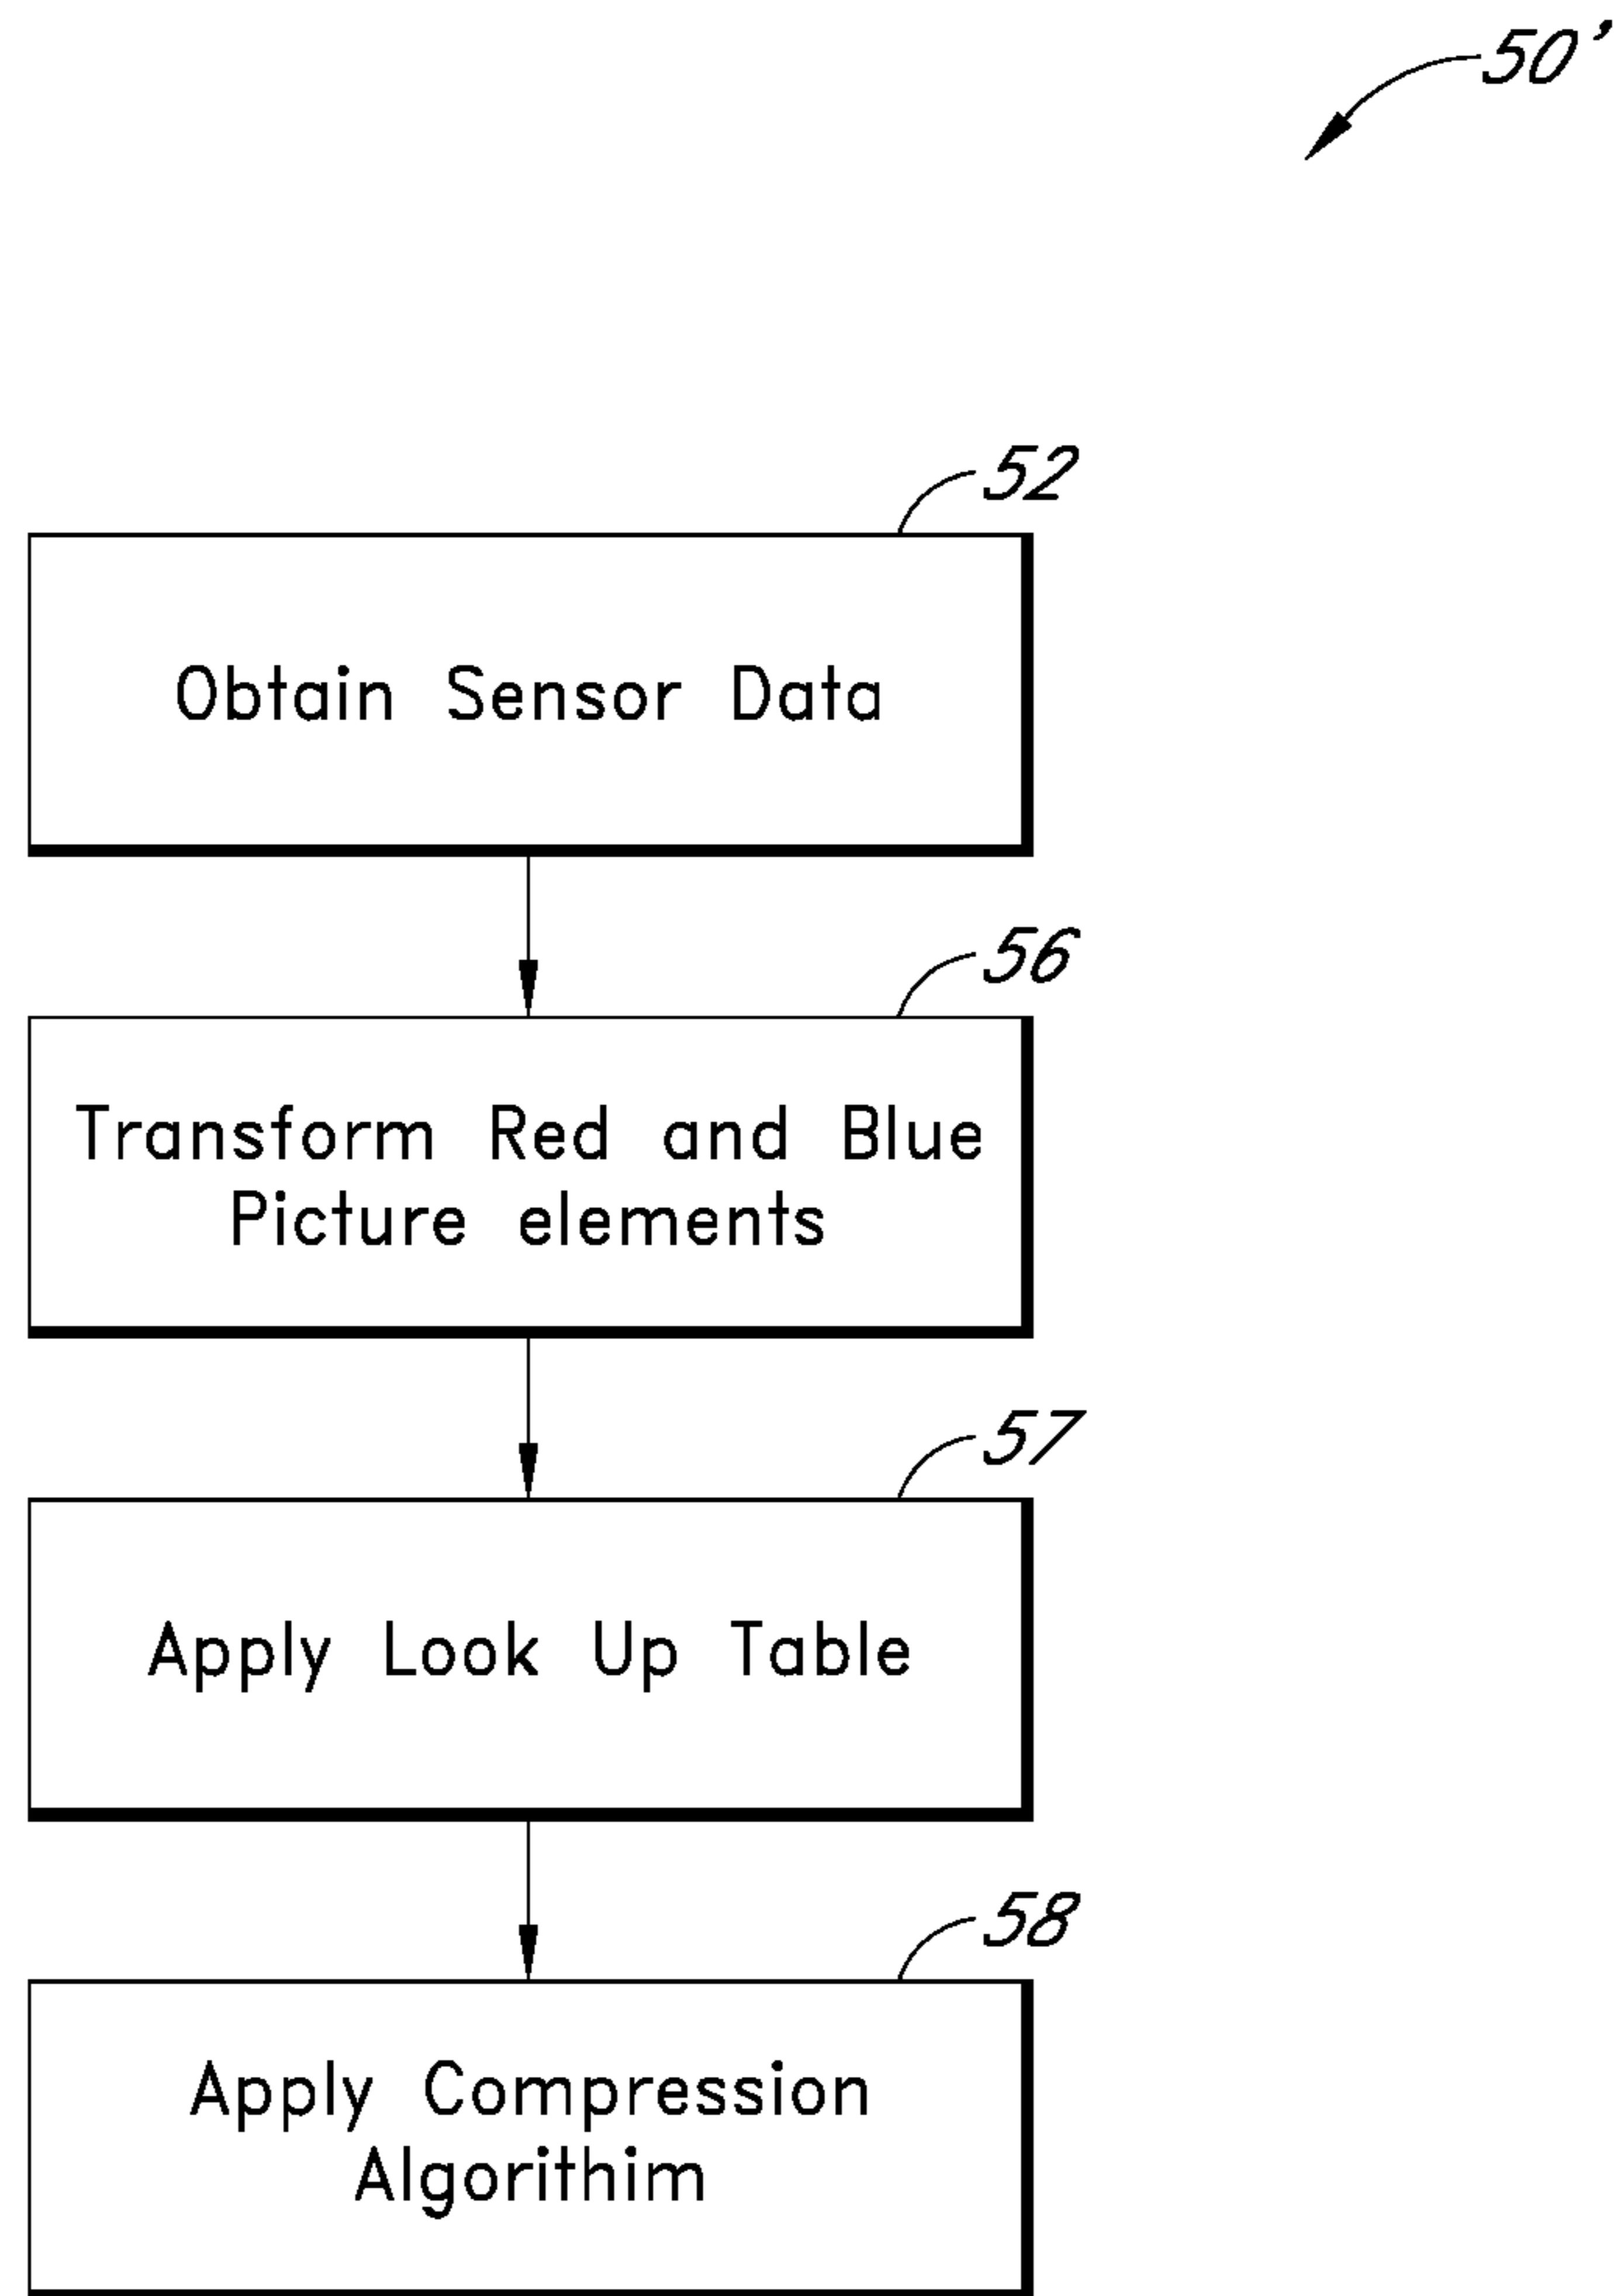 50'
52
Obtain Sensor Data
56
Transform Red and Blue
Picture elements
57
Apply Look Up Table
58
Apply Compression
Algorithim